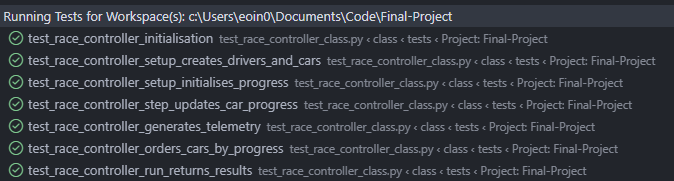 Running Tests for Workspace(s): c:\Users\eoin0\Documents\Code\Final-Project
test_race_controller_initialisation test_race_controller_class.py ‹ class ‹ tests ‹ Project: Final-Project
test_race_controller_setup_creates_drivers_and_cars test_race_controller_class.py ‹ class ‹ tests ‹ Project: Final-Project
test_race_controller_setup_initialises_progress test_race_controller_class.py ‹ class ‹ tests ‹ Project: Final-Project
test_race_controller_step_updates_car_progress test_race_controller_class.py ‹ class ‹ tests ‹ Project: Final-Project
test_race_controller_generates_telemetry test_race_controller_class.py ‹ class ‹ tests ‹ Project: Final-Project
test_race_controller_orders_cars_by_progress test_race_controller_class.py ‹ class ‹ tests ‹ Project: Final-Project
test_race_controller_run_returns_results test_race_controller_class.py ‹ class ‹ tests ‹ Project: Final-Project